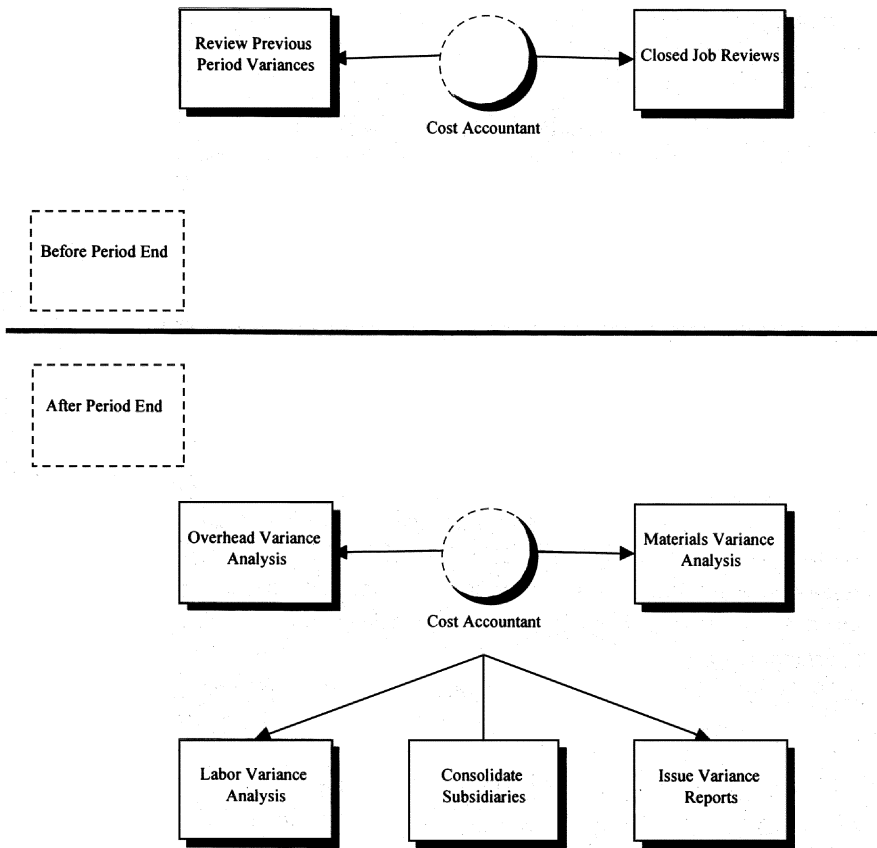 Review Previous
Period Variances
Closed Job Reviews
Cost Accountant
Before Period End
After Period End
Overhead Variance
Analysis
Materials Variance
Analysis
Cost Accountant
Labor Variance
Analysis
Consolidate
Subsidiaries
Issue Variance
Reports